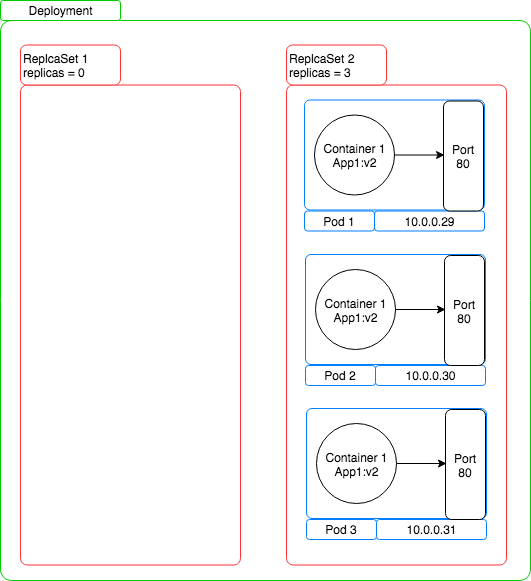 Deployment
ReplcaSet 1
replicas = 0
ReplcaSet 2
replicas = 3
Container 1
App1:v2
Port
80
Pod 1
10.0.0.29
Container 1
App1:v2
Port
80
Pod 2
10.0.0.30
Container 1
App1:v2
Port
80
Pod 3
10.0.0.31